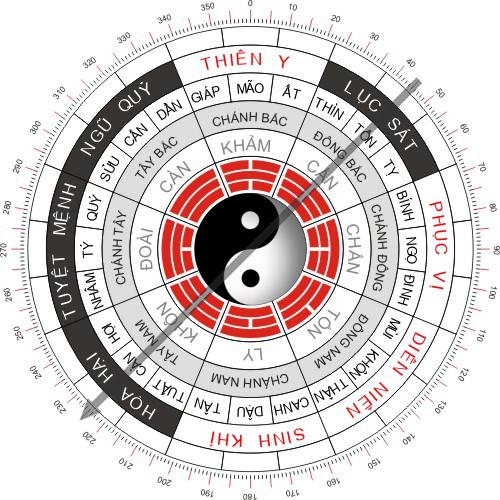 0
10
20
30
40
50
60
70
80
90
100
110
120
130
140
150
160
170
180
190
200
210
220
230
240
250
260
270
280
290
300
310
320
330
340
350
THIÊN Y
LỤC SÁT
PHỤC VỊ
DIÊN NIÊN
SINH KHÍ
HỌA HẠI
TUYỆT MỆNH
NGŨ QUỶ
MÃO
ẤT
THÌN
TỐN
TỴ
BÍNH
NGỌ
ĐINH
MÙI
KHÔN
THÂN
CANH
DẬU
TÂN
TUẤT
CÀN
HỢI
NHÂM
TÝ
QUÝ
SỬU
CẤN
DẦN
GIÁP
CHÁNH BẮC
ĐÔNG BẮC
CHÁNH ĐÔNG
ĐÔNG NAM
CHÁNH NAM
TÂY NAM
CHÁNH TÂY
TÂY BẮC
KHẢM
CẤN
CHẤN
TỐN
LY
KHÔN
ĐOÀI
CÀN